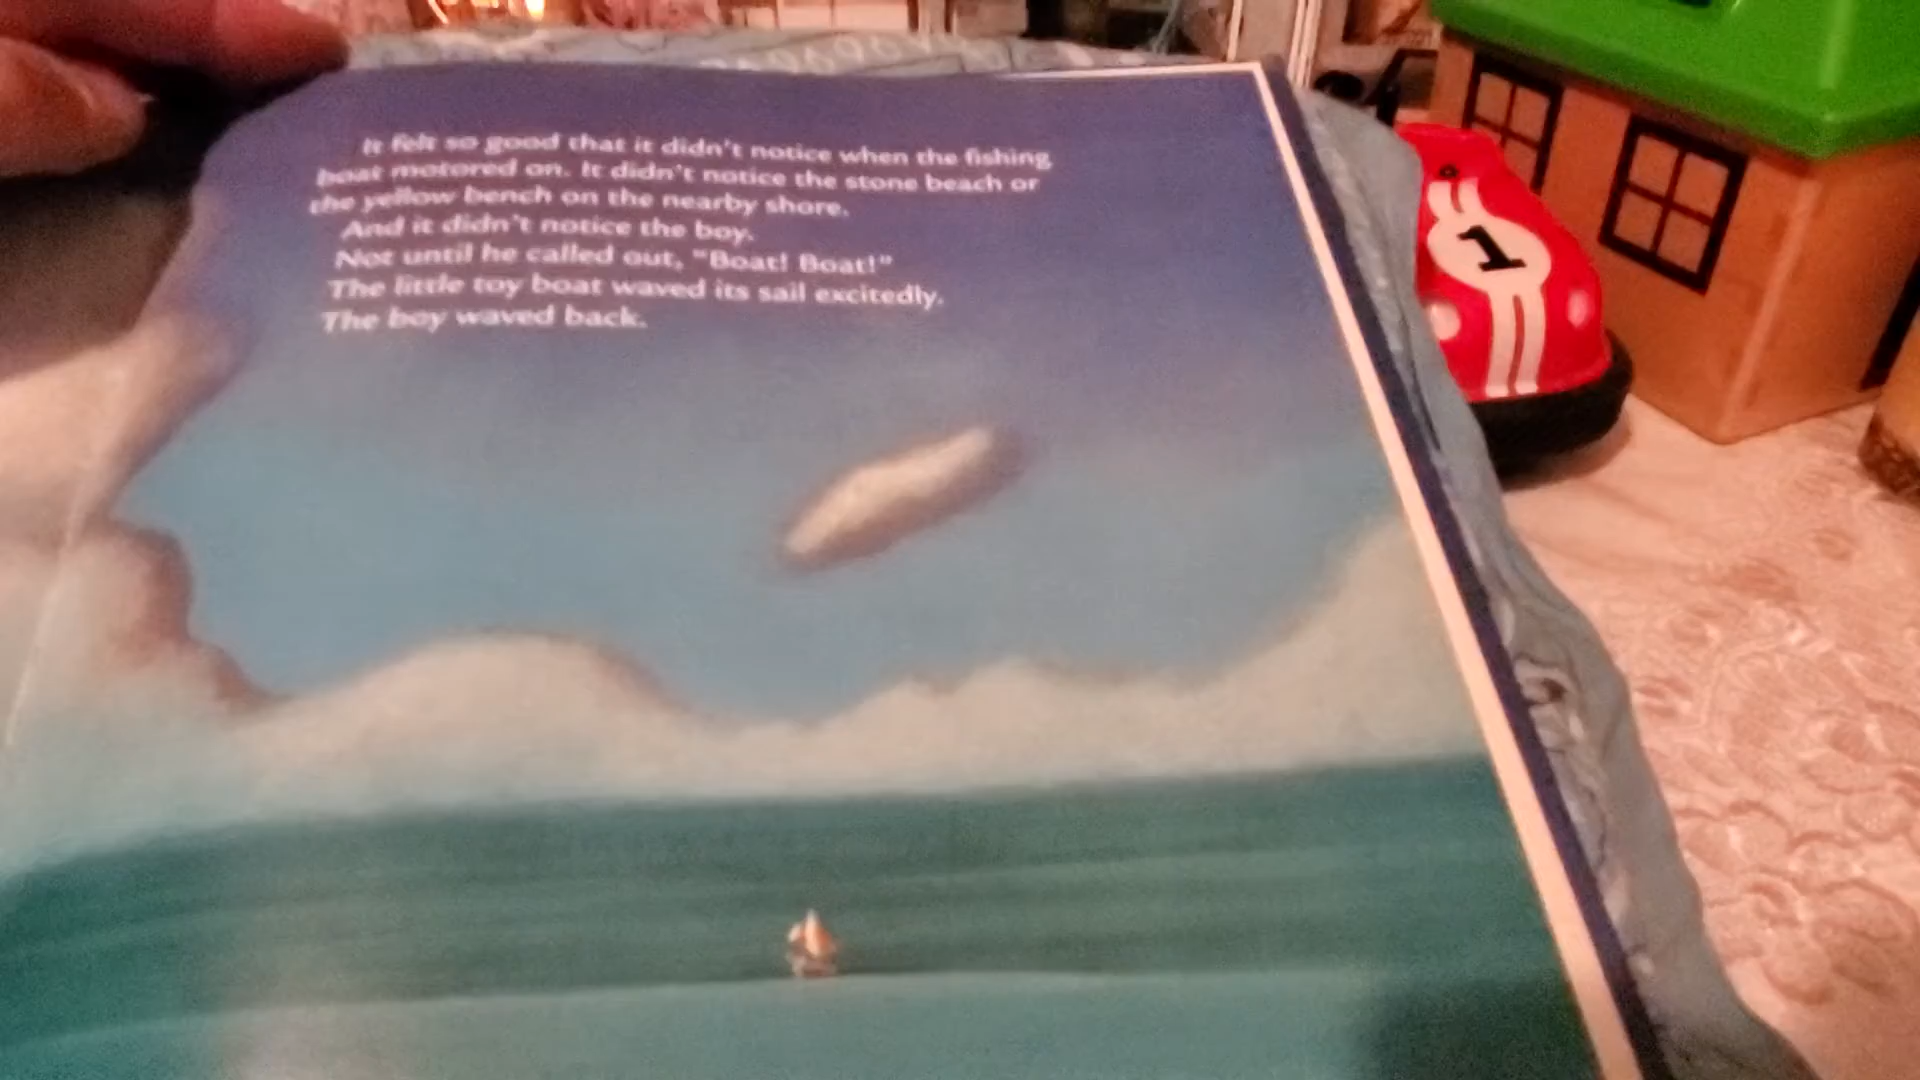 It felt so good that it didn't notice when the fishing
boat motored on. It didn't notice the stone beach or
the yellow bench on the nearby shore.
And it didn't notice the boy.
Not until he called out, "Boat! Boat!"
The little toy boat waved its sail excitedly.
The boy waved back.
1